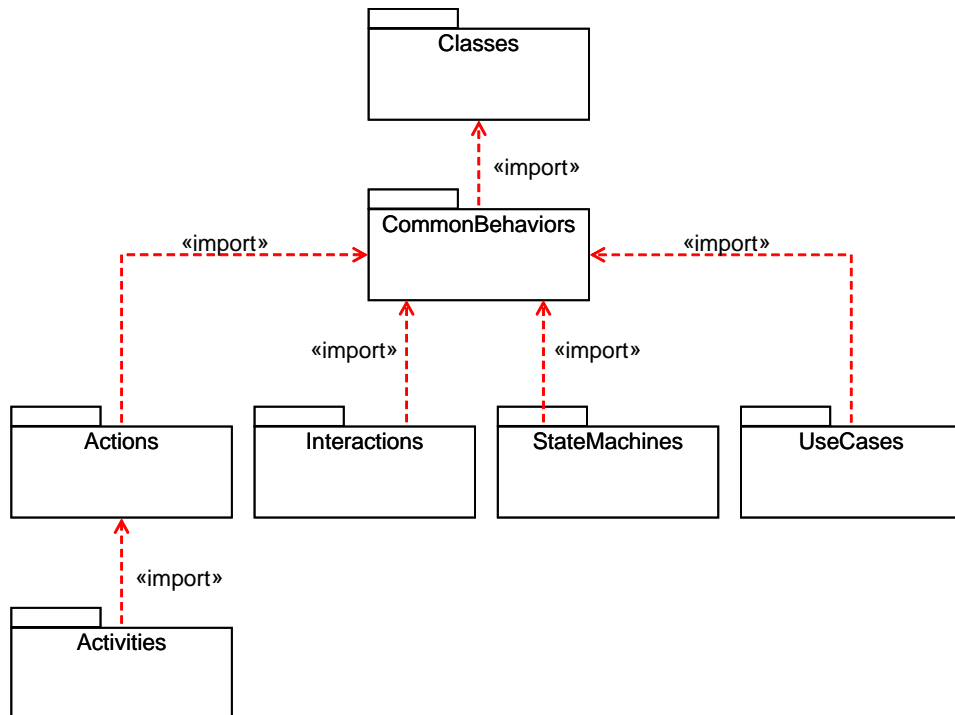 Classes
«import»
CommonBehaviors
«import»
«import»
«import»
«import»
Actions
Interactions
StateMachines
UseCases
«import»
Activities